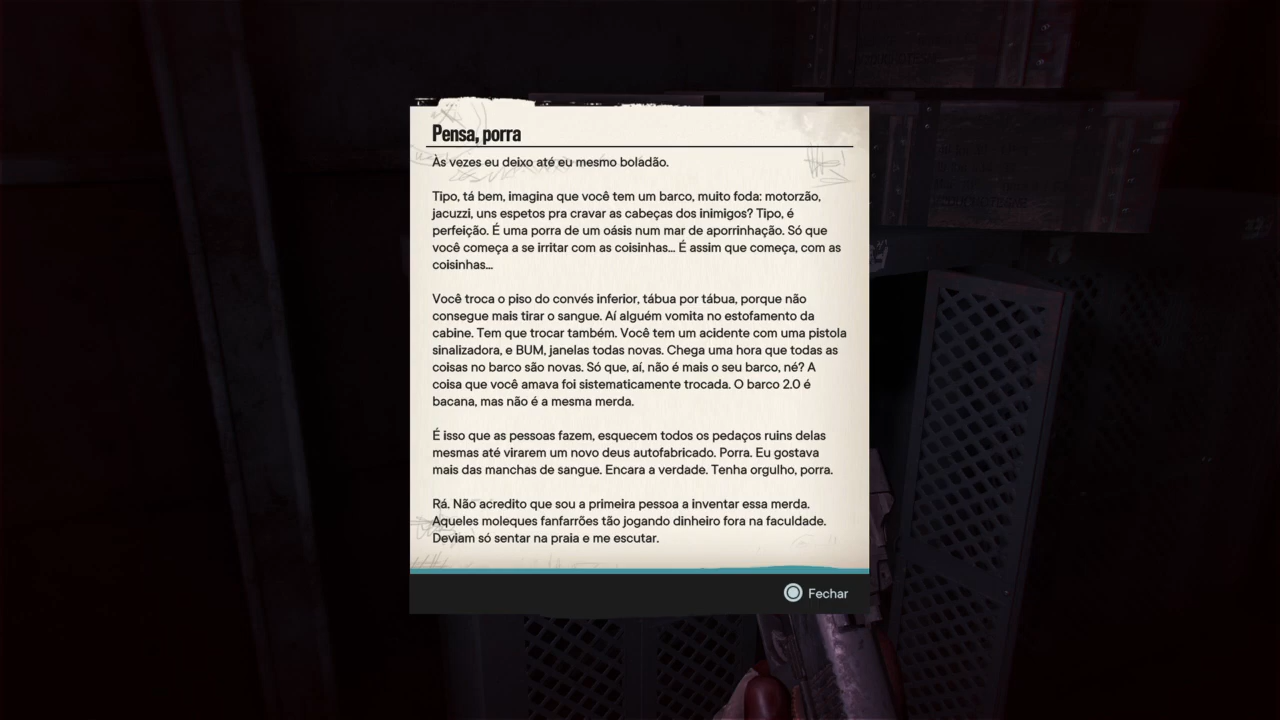 Pensa, porra
Às vezes eu deixo até eu mesmo boladão.
Tipo, tá bem, imagina que você tem um barco, muito foda: motorzão,
jacuzzi, uns espetos pra cravar as cabeças dos inimigos? Tipo, é
perfeição. É uma porra de um oásis num mar de aporrinhação. Só que
você começa a se irritar com as coisinhas... É assim que começa, com as
coisinhas...
Você troca o piso do convés inferior, tábua por tábua, porque não
consegue mais tirar o sangue. Aí alguém vomita no estofamento da
cabine. Tem que trocar também. Você tem um acidente com uma pistola
sinalizadora, e BUM, janelas todas novas. Chega uma hora que todas as
coisas no barco são novas. Só que, aí, não é mais o seu barco, né? A
coisa que você amava foi sistematicamente trocada. O barco 2.0 é
bacana, mas não é a mesma merda.
É isso que as pessoas fazem, esquecem todos os pedaços ruins delas
mesmas até virarem um novo deus autofabricado. Porra. Eu gostava
mais das manchas de sangue. Encara a verdade. Tenha orgulho, porra.
Rá. Não acredito que sou a primeira pessoa a inventar essa merda.
Aqueles moleques fanfarrões tão jogando dinheiro fora na faculdade.
Deviam só sentar na praia e me escutar.
Fechar